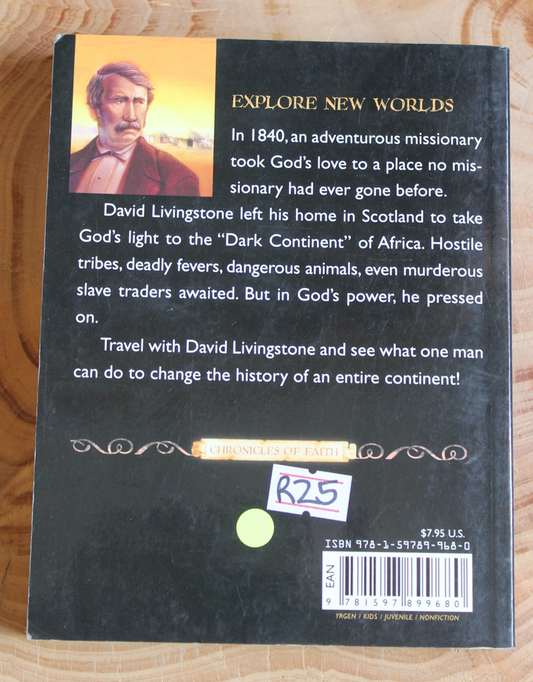 EXPLORE NEW WORLDS
In 1840, an adventurous missionary
took God's love to a place no mis-
sionary had ever gone before.
David Livingstone left his home in Scotland to take
God's light to the "Dark Continent" of Africa. Hostile
tribes, deadly fevers, dangerous animals, even murderous
slave traders awaited. But in God's power, he pressed
on.
Travel with David Livingstone and see what one man
can do to change the history of an entire continent!
CHRONICLES OF FAITH
R25
$7.95 U.S.
ISBN 978-1-59789-968-0
EAN
9 781597 899680
YRGEN / KIDS / JUVENILE / NONFICTION